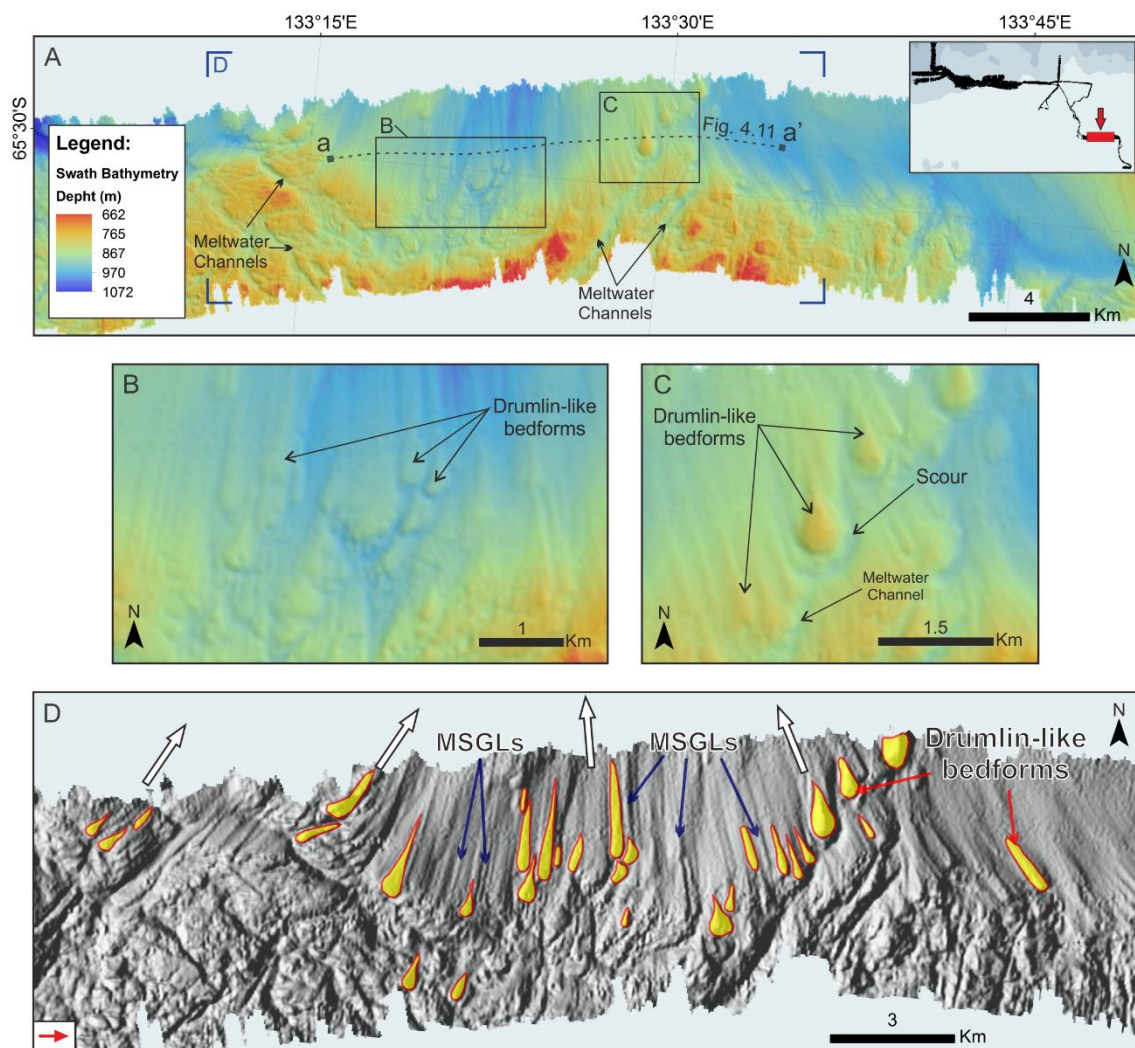 133°15'E
133°30'E
133°45'E
65°30'S
A
D
B
C
a
Fig. 4.11
a'
Legend:
Swath Bathymetry
Depht (m)
662
765
867
970
1072
Meltwater
Channels
Meltwater
Channels
N
4
Km
B
Drumlin-like
bedforms
N
1
Km
C
Drumlin-like
bedforms
Scour
Meltwater
Channel
N
1.5
Km
D
MSGLs
MSGLs
Drumlin-like
bedforms
N
3
Km